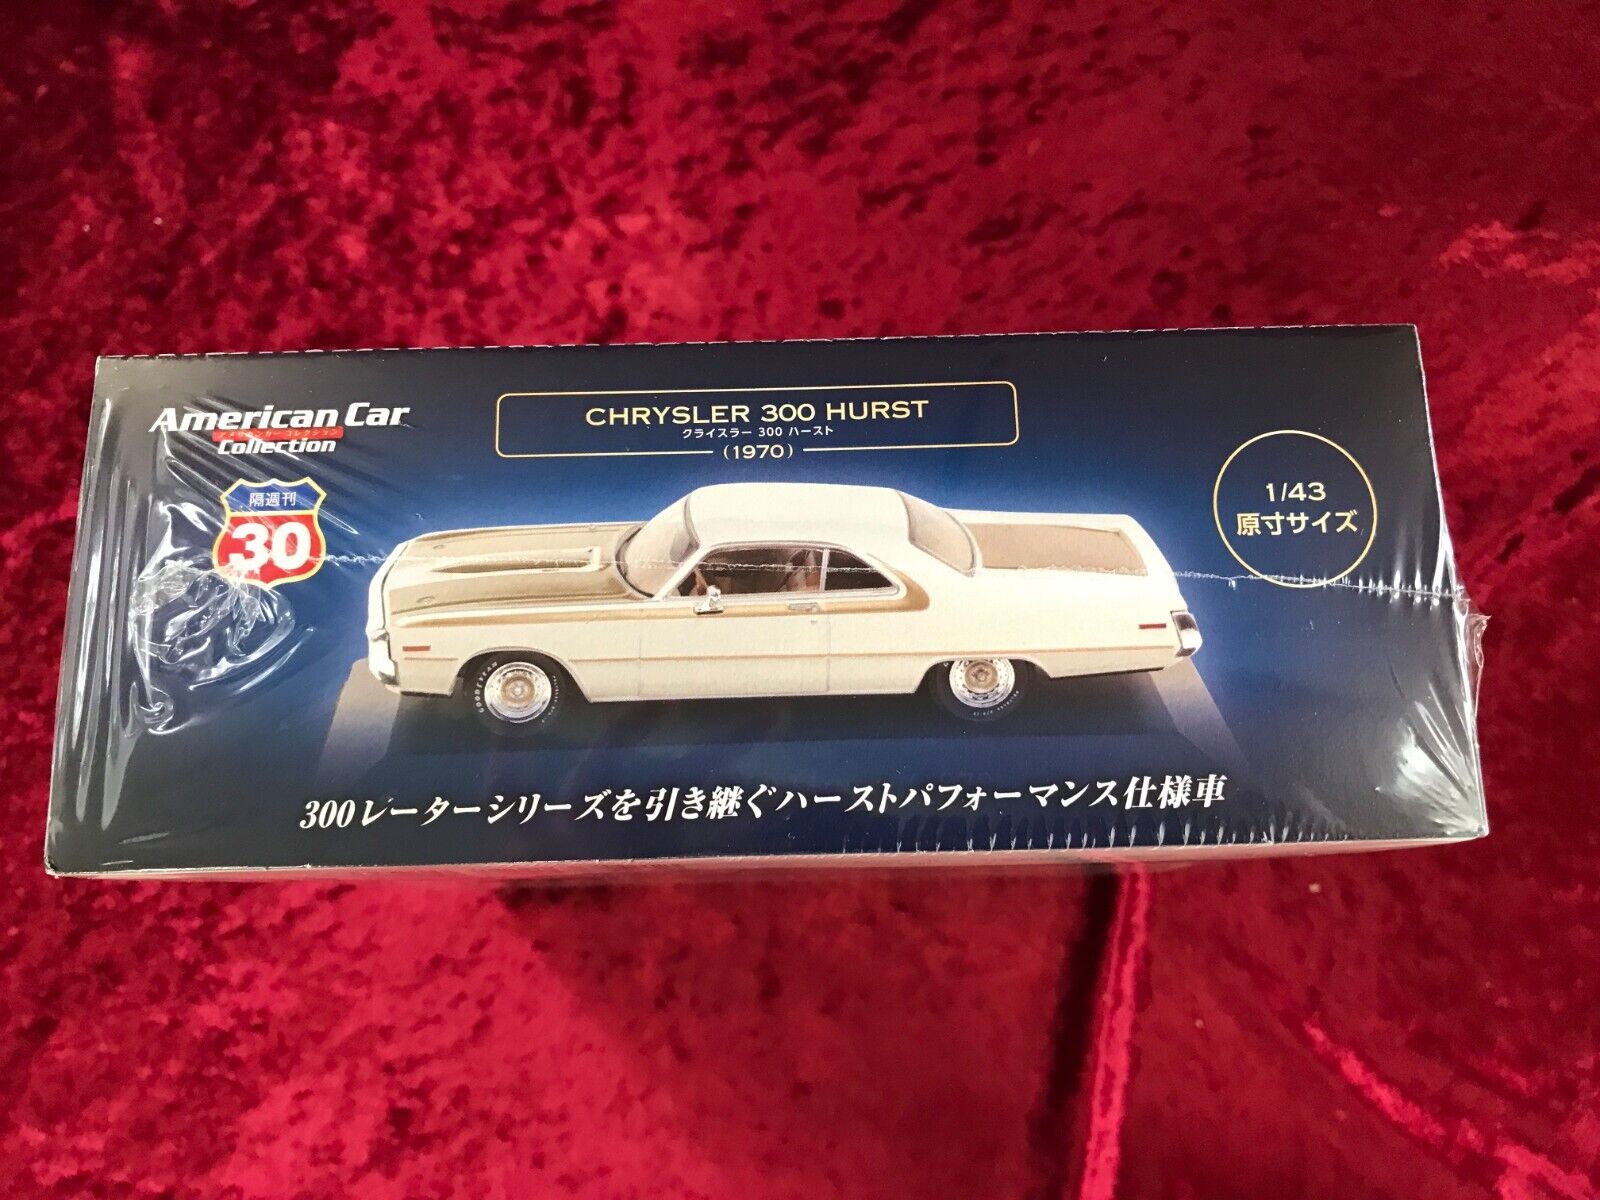 American Car
アメリカンカー コレクション
Collection
隔週刊
30
CHRYSLER 300 HURST
クライスラー 300 ハースト
(1970)
1/43
原寸サイズ
GOODYEAR
300レーターシリーズを引き継ぐハーストパフォーマンス仕様車